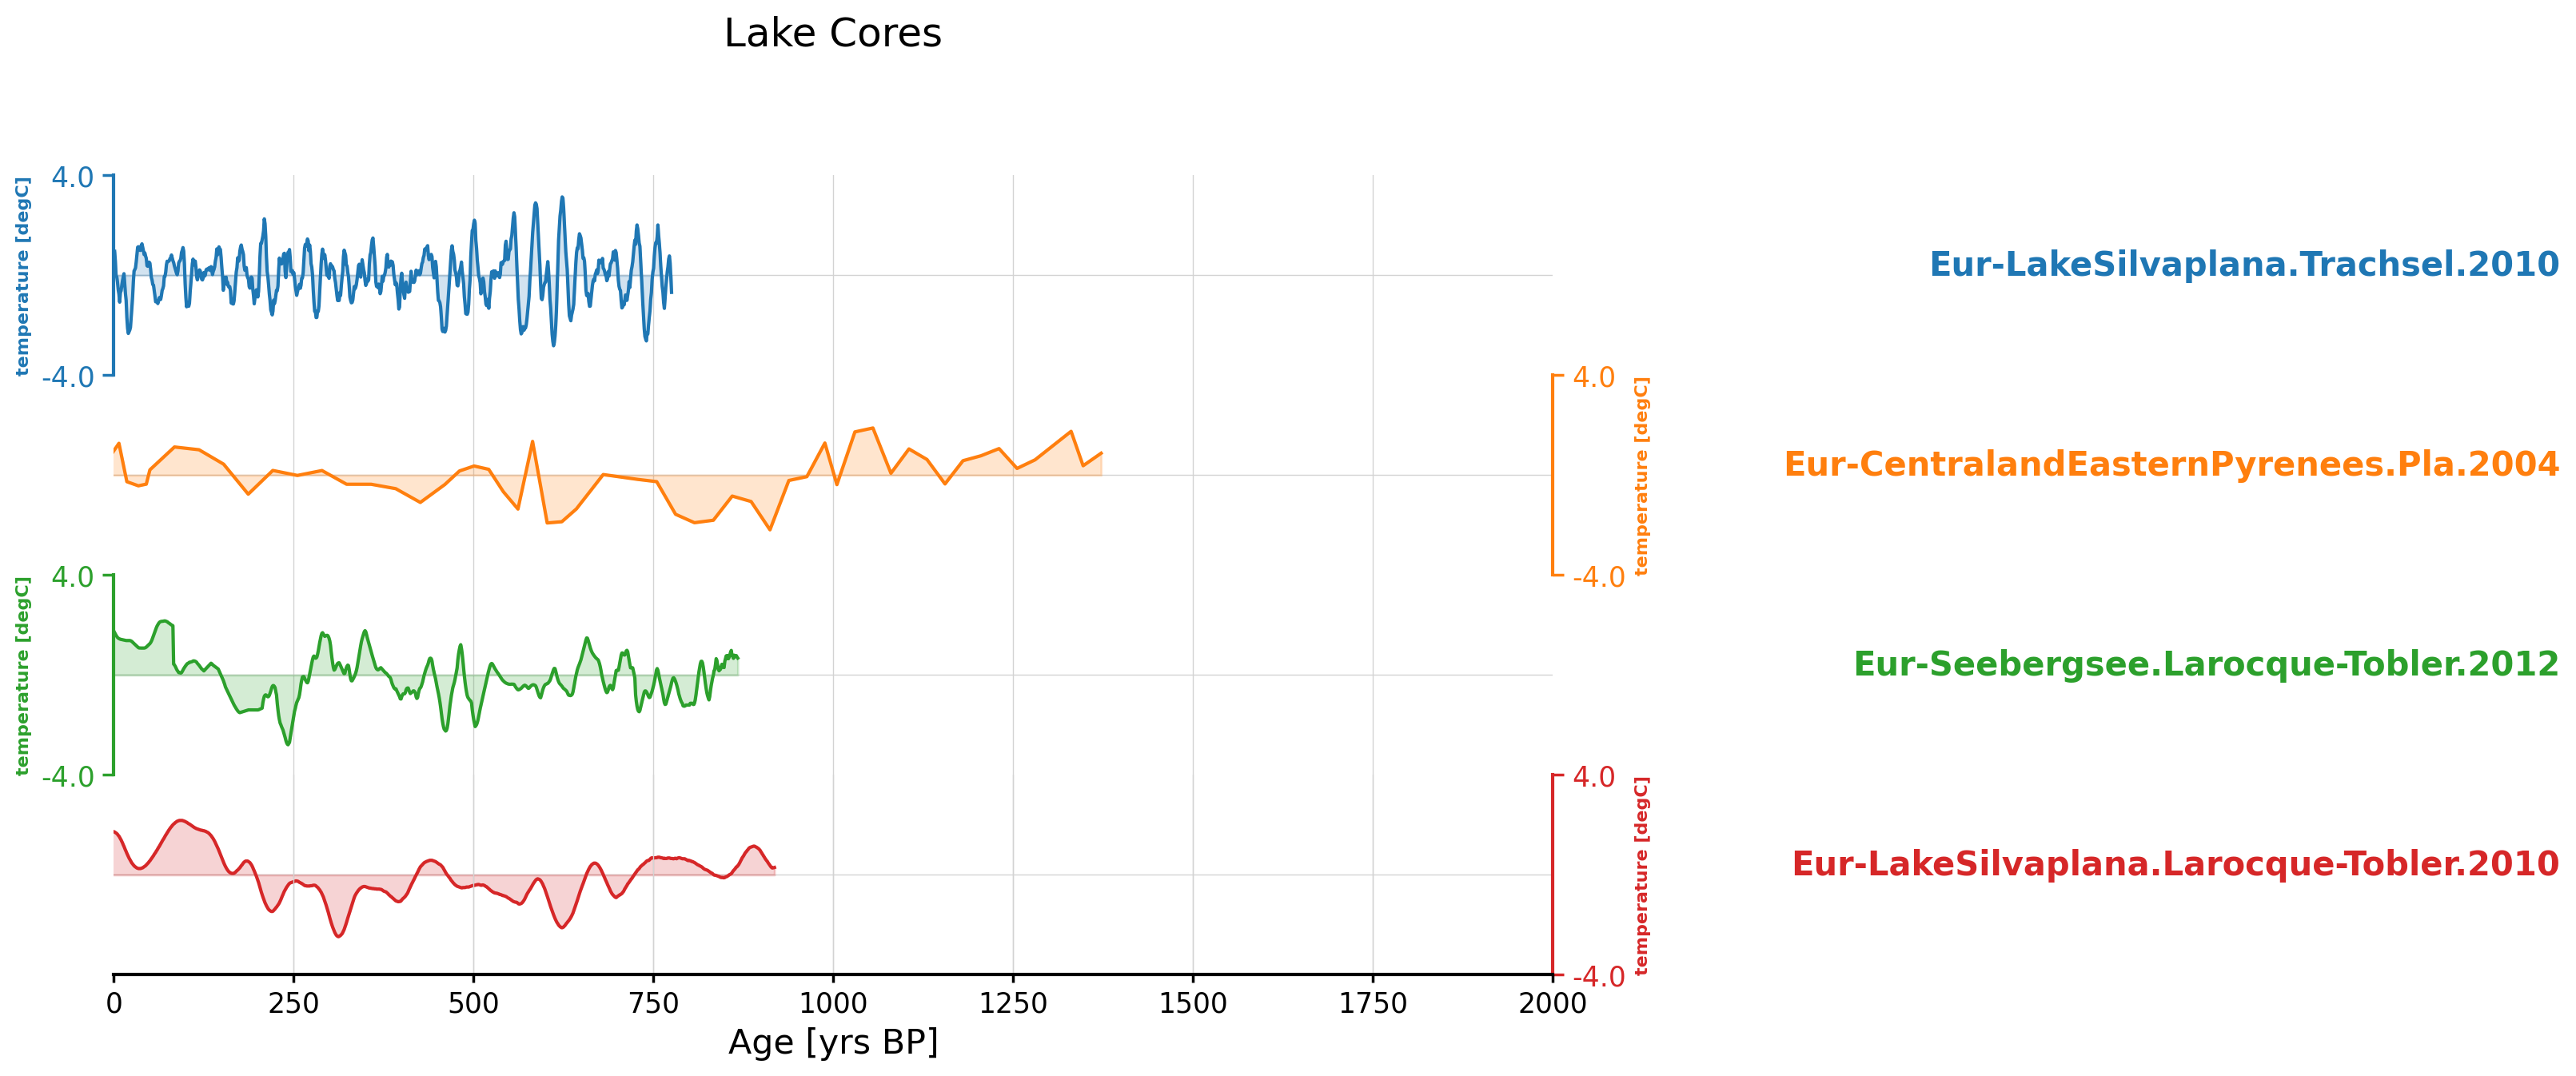 Lake Cores
4.0
temperature [degC]
-4.0
Eur-LakeSilvaplana.Trachsel.2010
4.0
temperature [degC]
-4.0
Eur-CentralandEasternPyrenees.Pla.2004
4.0
temperature [degC]
-4.0
Eur-Seebergsee.Larocque-Tobler.2012
4.0
temperature [degC]
-4.0
Eur-LakeSilvaplana.Larocque-Tobler.2010
0 250 500 750 1000 1250 1500 1750 2000
Age [yrs BP]